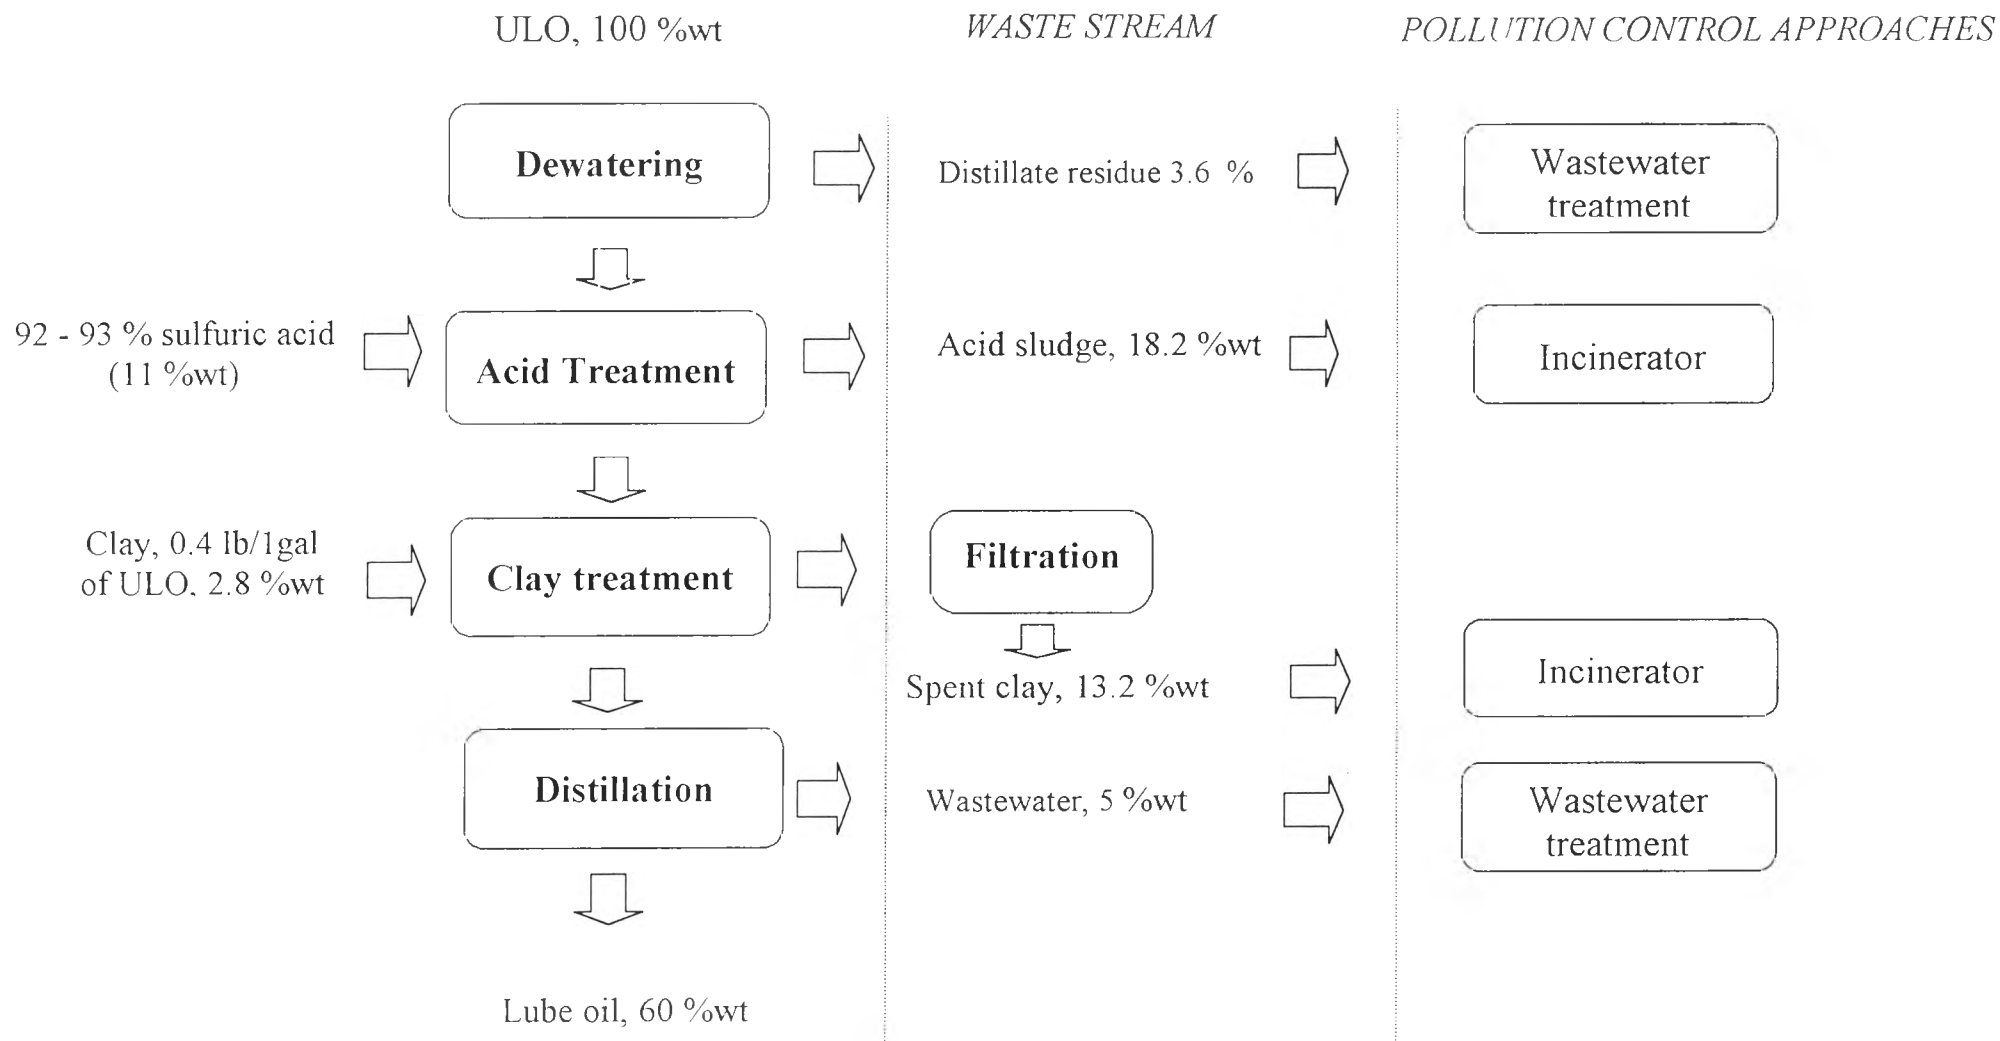 ULO, 100 %wt
WASTE STREAM
POLLUTION CONTROL APPROACHES
Dewatering
Distillate residue 3.6 %
Wastewater
treatment
92 - 93 % sulfuric acid
(11 %wt)
Acid Treatment
Acid sludge, 18.2 %wt
Incinerator
Clay, 0.4 lb/1gal
of ULO, 2.8 %wt
Clay treatment
Filtration
Spent clay, 13.2 %wt
Incinerator
Distillation
Wastewater, 5 %wt
Wastewater
treatment
Lube oil, 60 %wt